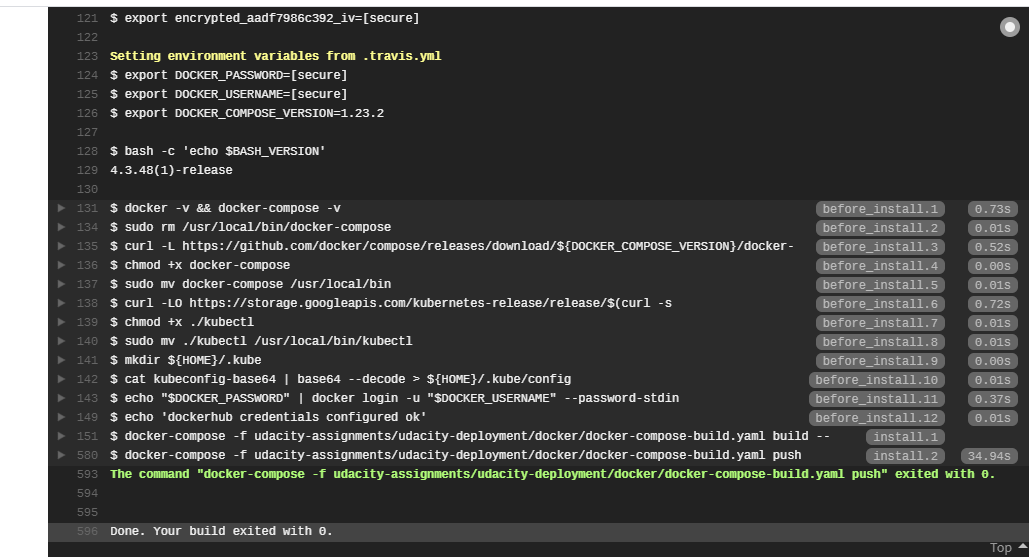 121 $ export encrypted_aadf7986c392_iv=[secure]
122
123 Setting environment variables from .travis.yml
124 $ export DOCKER_PASSWORD=[secure]
125 $ export DOCKER_USERNAME=[secure]
126 $ export DOCKER_COMPOSE_VERSION=1.23.2
127
128 $ bash -c 'echo $BASH_VERSION'
129 4.3.48(1)-release
130
131 $ docker -v && docker-compose -v before_install.1 0.73s
134 $ sudo rm /usr/local/bin/docker-compose before_install.2 0.01s
135 $ curl -L https://github.com/docker/compose/releases/download/${DOCKER_COMPOSE_VERSION}/docker- before_install.3 0.52s
136 $ chmod +x docker-compose before_install.4 0.00s
137 $ sudo mv docker-compose /usr/local/bin before_install.5 0.01s
138 $ curl -LO https://storage.googleapis.com/kubernetes-release/release/$(curl -s before_install.6 0.72s
139 $ chmod +x ./kubectl before_install.7 0.01s
140 $ sudo mv ./kubectl /usr/local/bin/kubectl before_install.8 0.01s
141 $ mkdir ${HOME}/.kube before_install.9 0.00s
142 $ cat kubeconfig-base64 | base64 --decode > ${HOME}/.kube/config before_install.10 0.01s
143 $ echo "$DOCKER_PASSWORD" | docker login -u "$DOCKER_USERNAME" --password-stdin before_install.11 0.37s
149 $ echo 'dockerhub credentials configured ok' before_install.12 0.01s
151 $ docker-compose -f udacity-assignments/udacity-deployment/docker/docker-compose-build.yaml build -- install.1
580 $ docker-compose -f udacity-assignments/udacity-deployment/docker/docker-compose-build.yaml push install.2 34.94s
593 The command "docker-compose -f udacity-assignments/udacity-deployment/docker/docker-compose-build.yaml push" exited with 0.
594
595
596 Done. Your build exited with 0.
Top